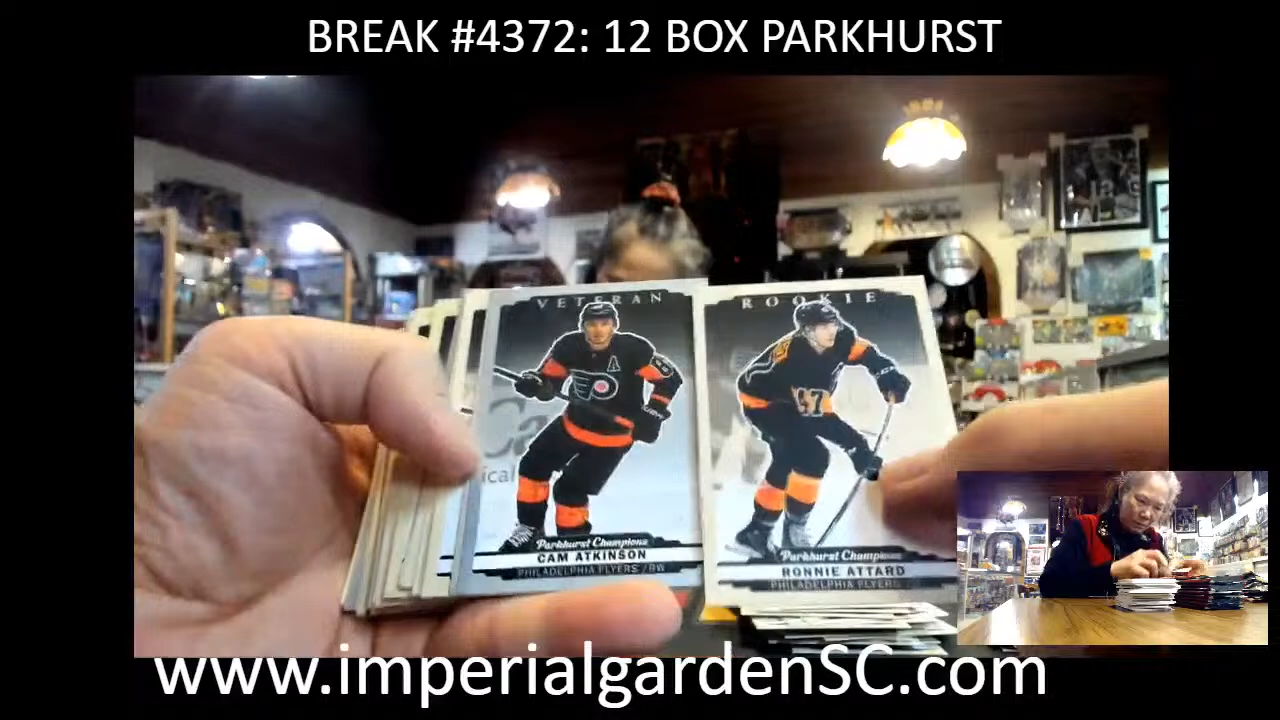 BREAK #4372: 12 BOX PARKHURST
VETERAN
ROOKIE
Parkhurst Champions
CAM ATKINSON
PHILADELPHIA FLYERS / RW
Parkhurst Champions
RONNIE ATTARD
PHILADELPHIA FLYERS
www.imperialgardenSC.com